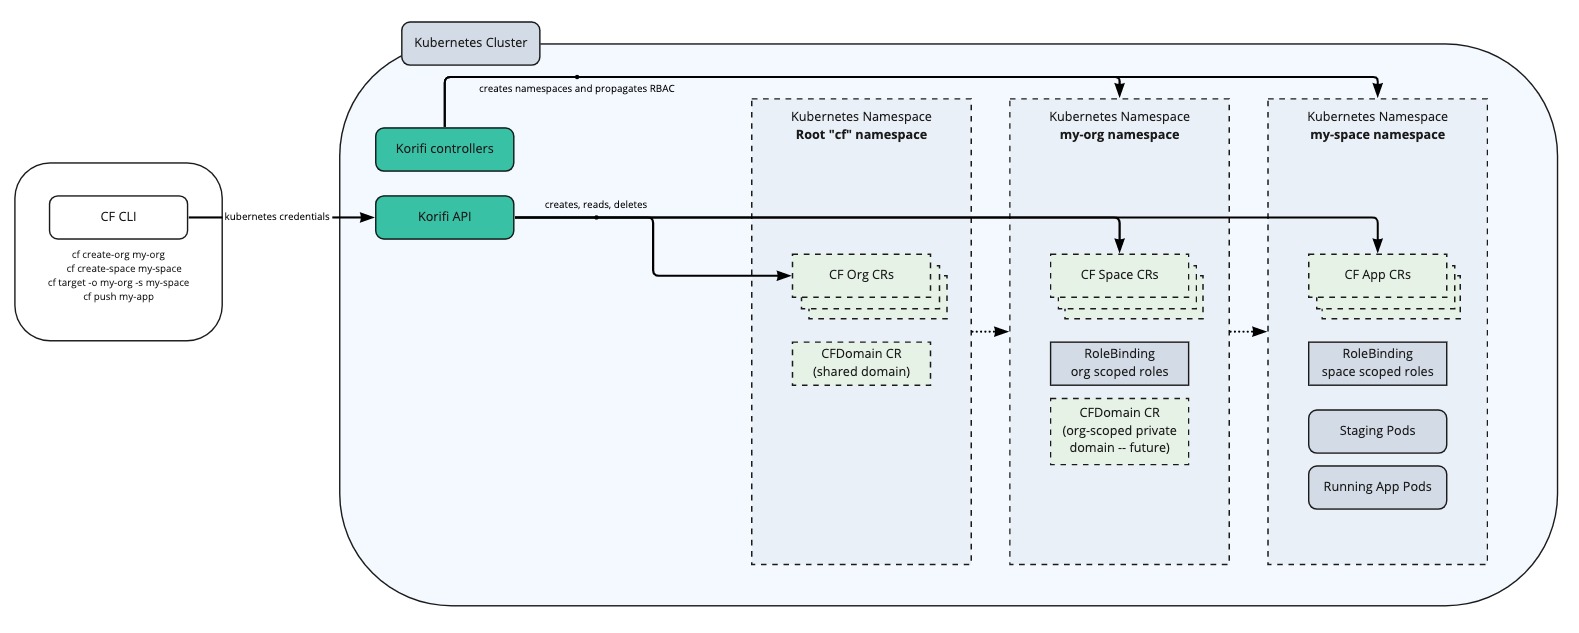 Kubernetes Cluster
creates namespaces and propagates RBAC
Korifi controllers
CF CLI
cf create-org my-org
cf create-space my-space
cf target -o my-org -s my-space
cf push my-app
kubernetes credentials
Korifi API
creates, reads, deletes
Kubernetes Namespace
Root "cf" namespace
CF Org CRs
CFDomain CR
(shared domain)
Kubernetes Namespace
my-org namespace
CF Space CRs
RoleBinding
org scoped roles
CFDomain CR
(org-scoped private
domain -- future)
Kubernetes Namespace
my-space namespace
CF App CRs
RoleBinding
space scoped roles
Staging Pods
Running App Pods